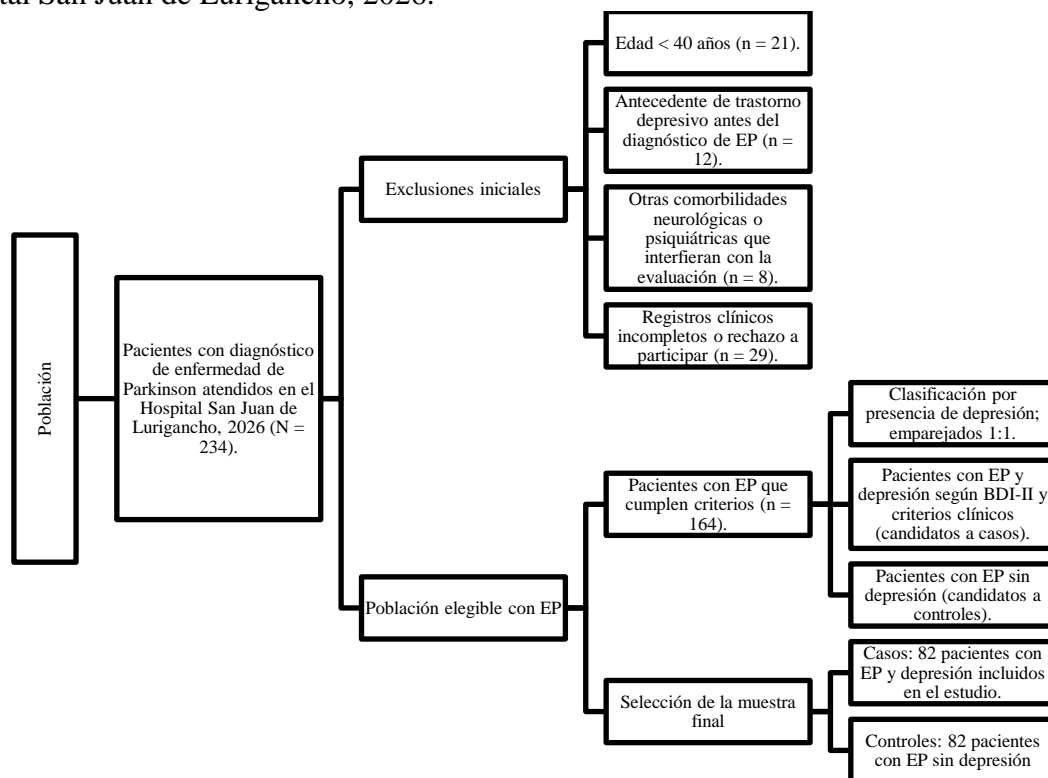 tal San Juan de Lurigancho, 2026.
Edad < 40 años (n = 21).
Antecedente de trastorno
depresivo antes del
diagnóstico de EP (n =
12).
Exclusiones iniciales
Otras comorbilidades
neurológicas o
psiquiátricas que
interfieran con la
evaluación (n = 8).
Registros clínicos
incompletos o rechazo a
participar (n = 29).
Población
Pacientes con diagnóstico
de enfermedad de
Parkinson atendidos en el
Hospital San Juan de
Lurigancho, 2026 (N =
234).
Clasificación por
presencia de depresión;
emparejados 1:1.
Pacientes con EP que
cumplen criterios (n =
164).
Pacientes con EP y
depresión según BDI-II y
criterios clínicos
(candidatos a casos).
Pacientes con EP sin
depresión (candidatos a
controles).
Población elegible con EP
Casos: 82 pacientes con
EP y depresión incluidos
en el estudio.
Selección de la muestra
final
Controles: 82 pacientes
con EP sin depresión